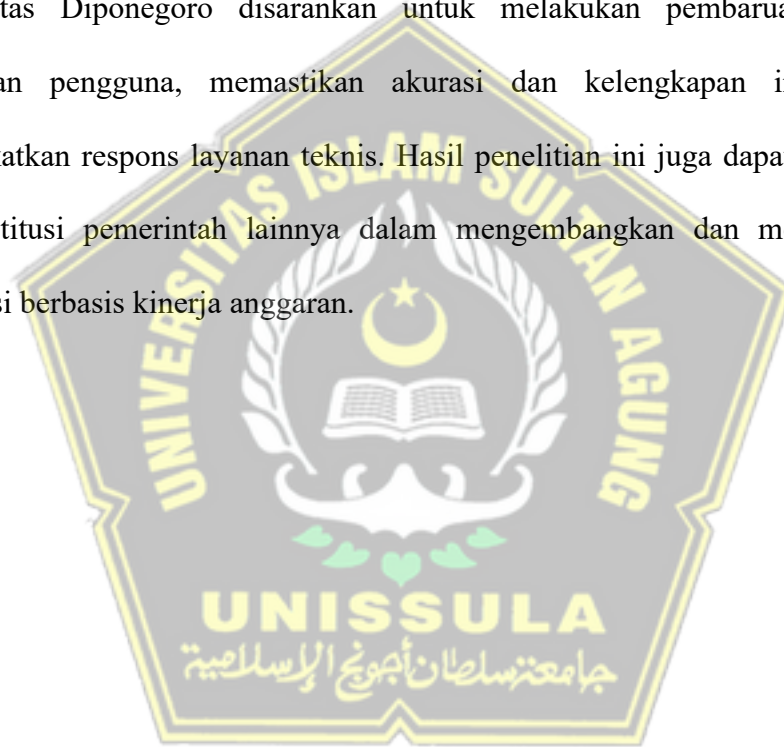 tas Diponegoro disarankan untuk melakukan pembarua
an pengguna, memastikan akurasi dan kelengkapan i
katkan respons layanan teknis. Hasil penelitian ini juga dapa
titusi pemerintah lainnya dalam mengembangkan dan m
si berbasis kinerja anggaran.
UNIVERSITAS ISLAM SULTAN AGUNG
UNISSULA
جامعة سلطان أجونج الإسلامية